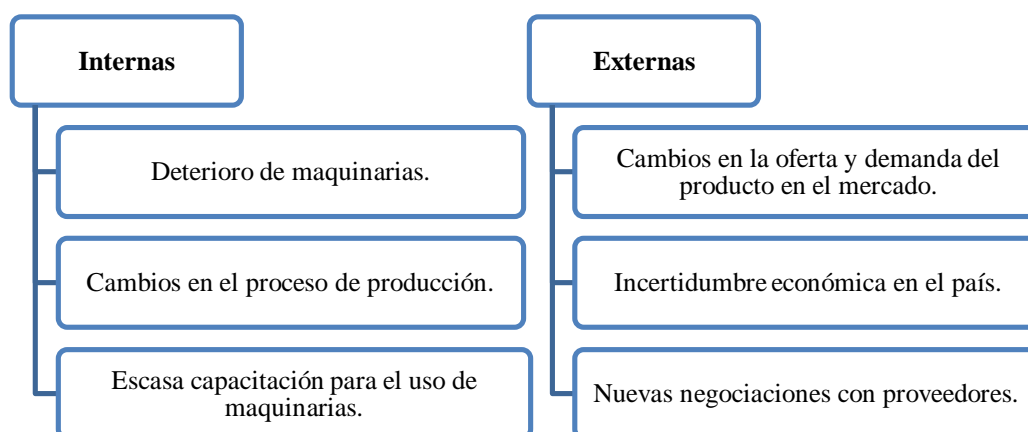 Internas
Deterioro de maquinarias.
Cambios en el proceso de producción.
Escasa capacitación para el uso de
maquinarias.
Externas
Cambios en la oferta y demanda del
producto en el mercado.
Incertidumbre económica en el país.
Nuevas negociaciones con proveedores.